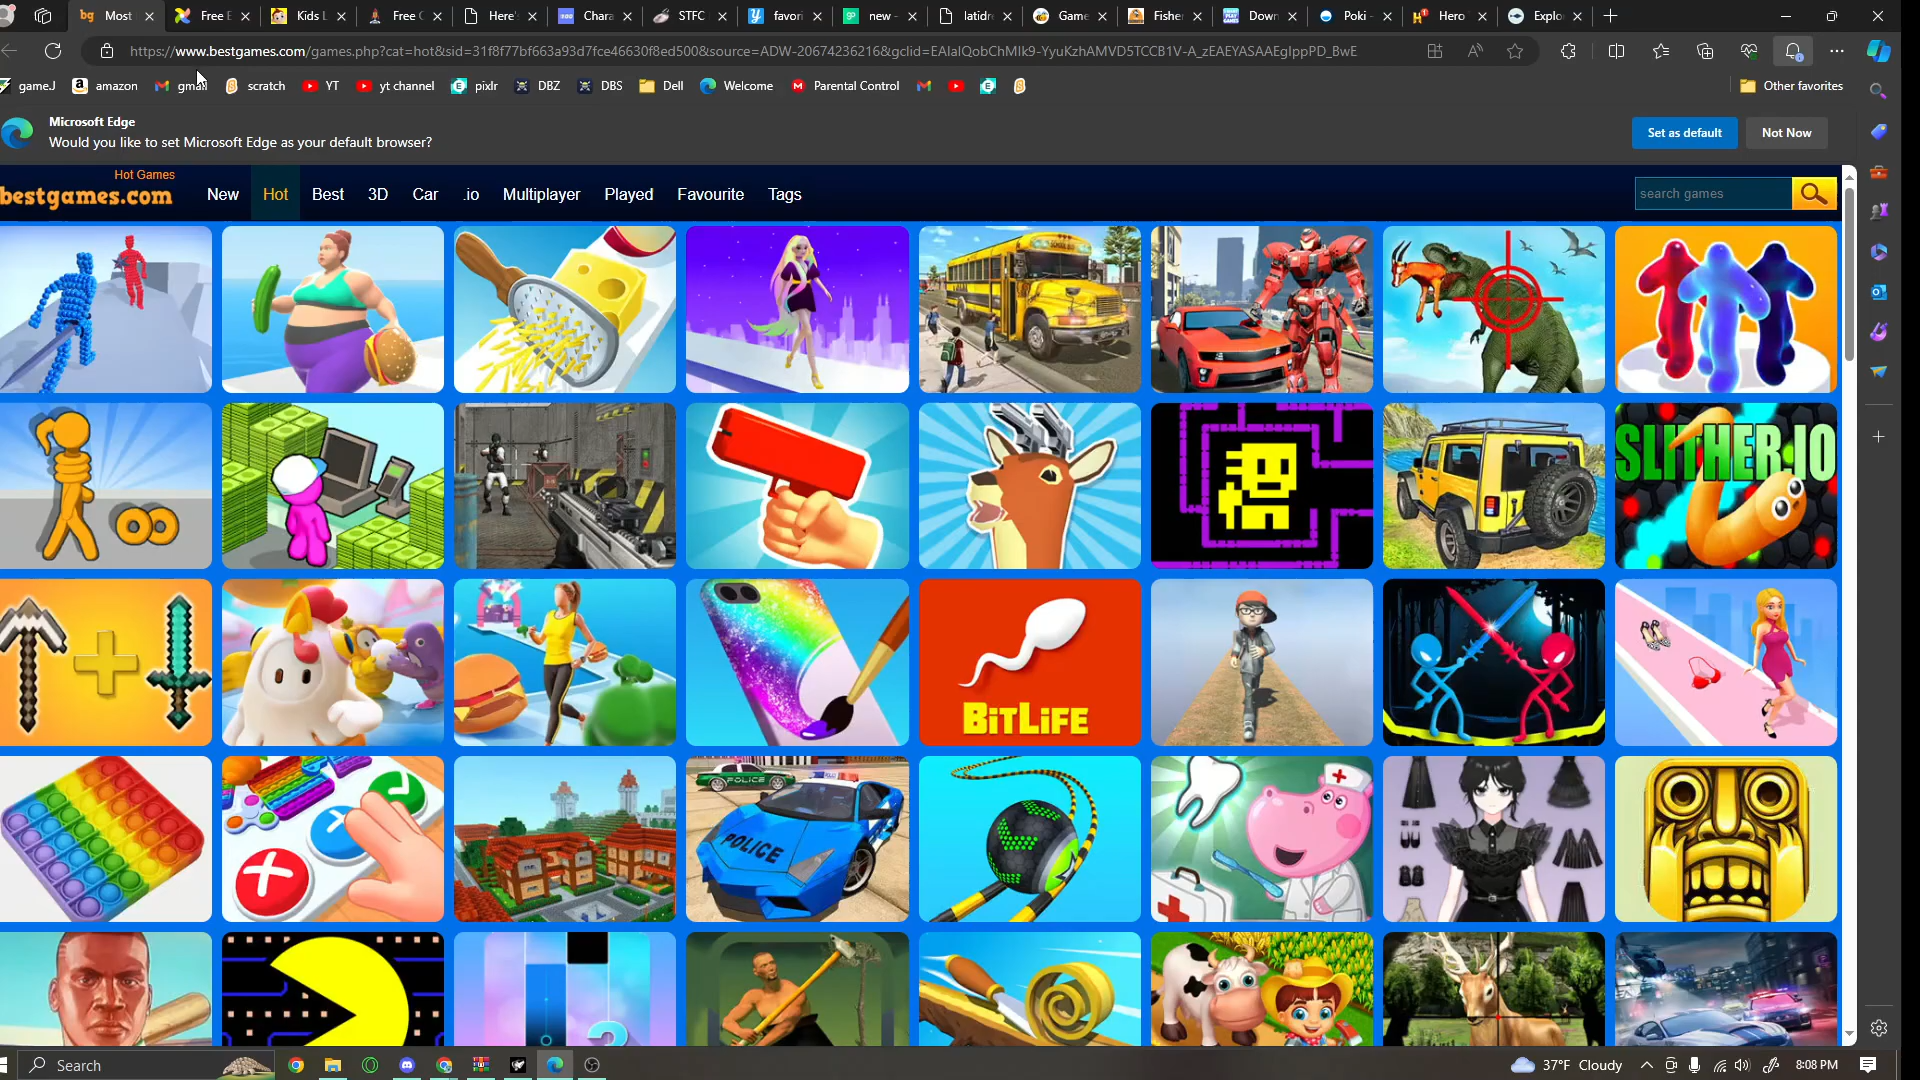 Most
Free E
Kids L
Free C
Here'
Chara
STFC
favori
new -
latidr
Game
Fisher
Down
Poki -
Hero
Explo
https://www.bestgames.com/games.php?cat=hot&sid=31f8f77bf663a93d7fce46630f8ed500&source=ADW-20674236216&gclid=EAIaIQobChMIk9-YyuKzhAMVD5TCCB1V-A_zEAEYASAAEgIppPD_BwE
gameJ
amazon
gmail
scratch
YT
yt channel
pixlr
DBZ
DBS
Dell
Welcome
Parental Control
Other favorites
Microsoft Edge
Would you like to set Microsoft Edge as your default browser?
Set as default
Not Now
Hot Games
bestgames.com
New
Hot
Best
3D
Car
.io
Multiplayer
Played
Favourite
Tags
search games
SCHOOL BUS
SLITHER.IO
BITLIFE
POLICE
POLICE
Search
37°F Cloudy
8:08 PM